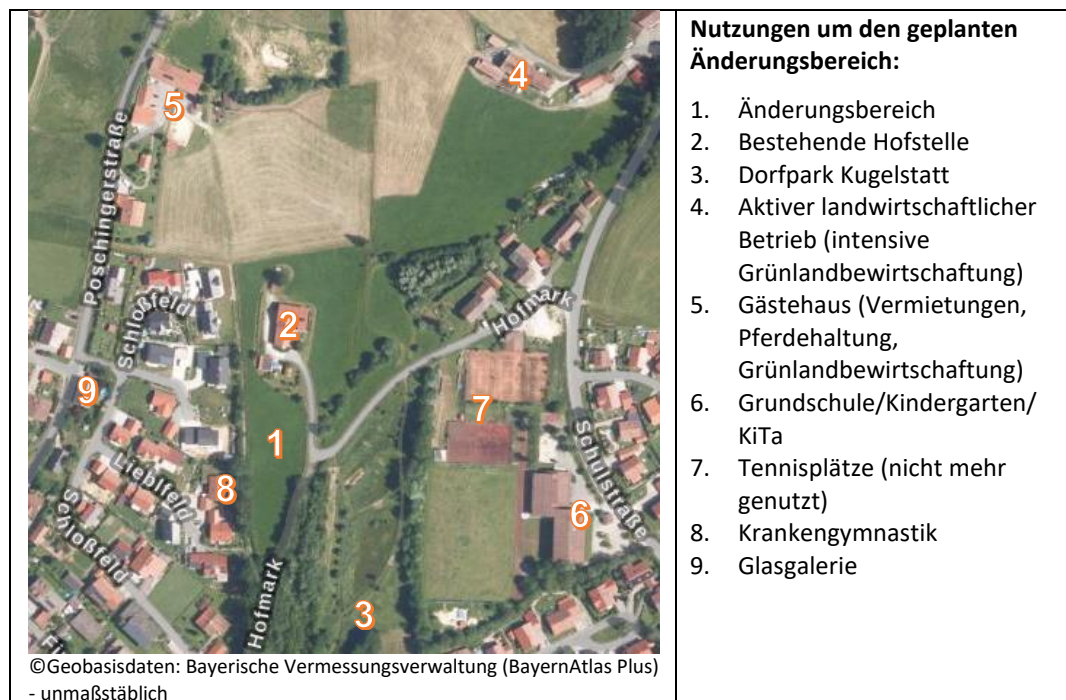 4
5
Poschingerstraße
Schloßfeld
2
Hofmark
9
7
1
Lieblfeld
8
Schulstraße
6
Schloßfeld
Hofmark
3
©Geobasisdaten: Bayerische Vermessungsverwaltung (BayernAtlas Plus)
- unmaßstäblich
Nutzungen um den geplanten
Änderungsbereich:
1. Änderungsbereich
2. Bestehende Hofstelle
3. Dorfpark Kugelstatt
4. Aktiver landwirtschaftlicher
Betrieb (intensive
Grünlandbewirtschaftung)
5. Gästehaus (Vermietungen,
Pferdehaltung,
Grünlandbewirtschaftung)
6. Grundschule/Kindergarten/
KiTa
7. Tennisplätze (nicht mehr
genutzt)
8. Krankengymnastik
9. Glasgalerie